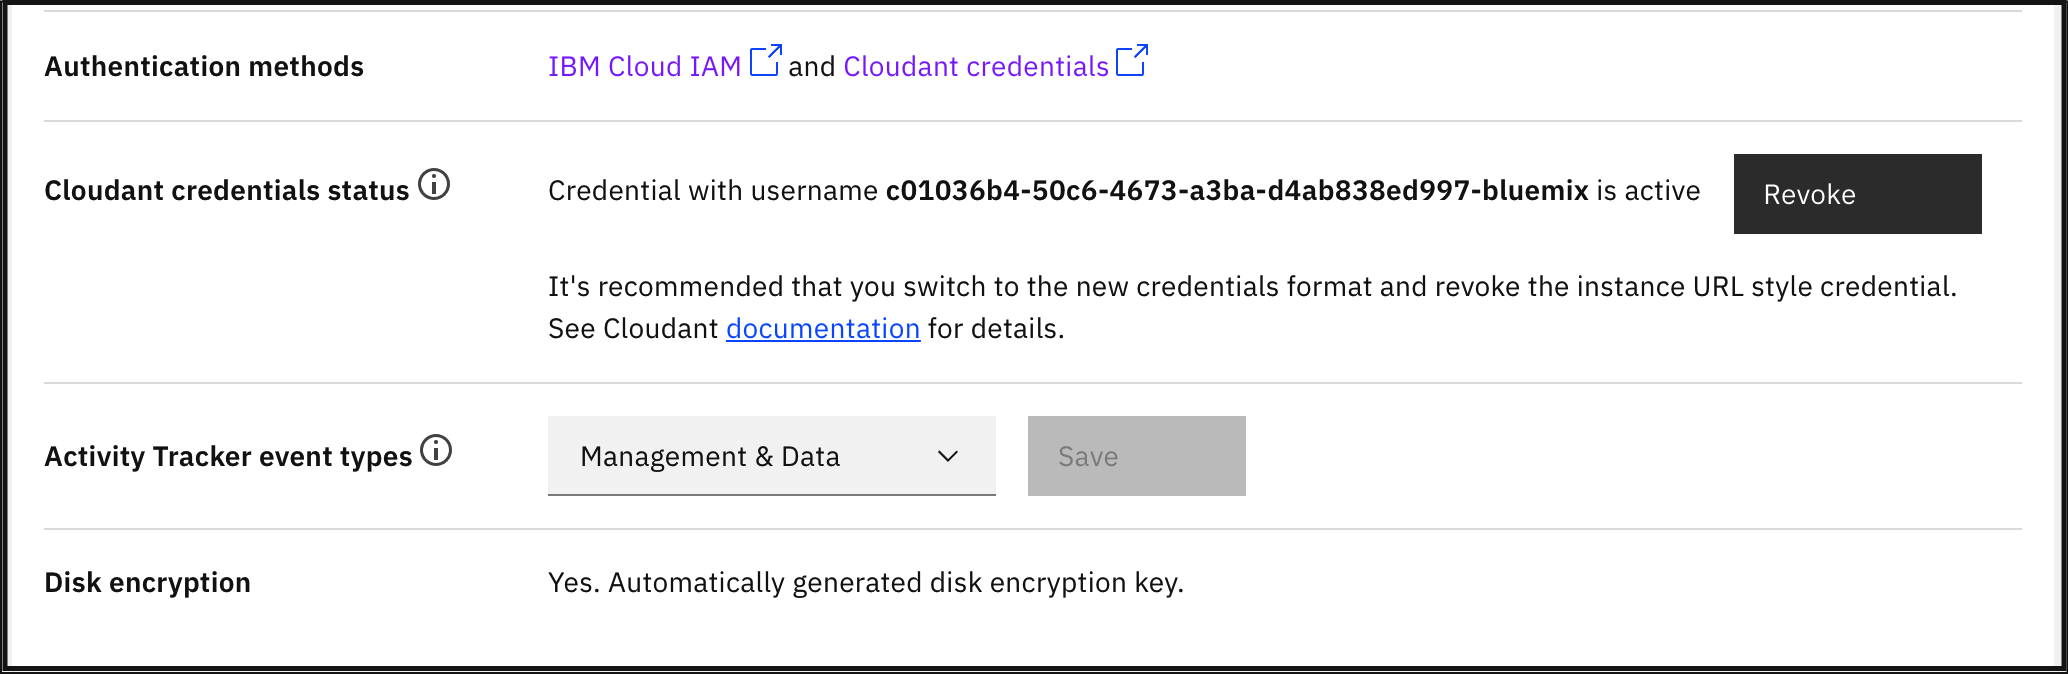 Authentication methods IBM Cloud IAM and Cloudant credentials
Cloudant credentials status Credential with username c01036b4-50c6-4673-a3ba-d4ab838ed997-bluemix is active Revoke
It's recommended that you switch to the new credentials format and revoke the instance URL style credential.
See Cloudant documentation for details.
Activity Tracker event types Management & Data Save
Disk encryption Yes. Automatically generated disk encryption key.